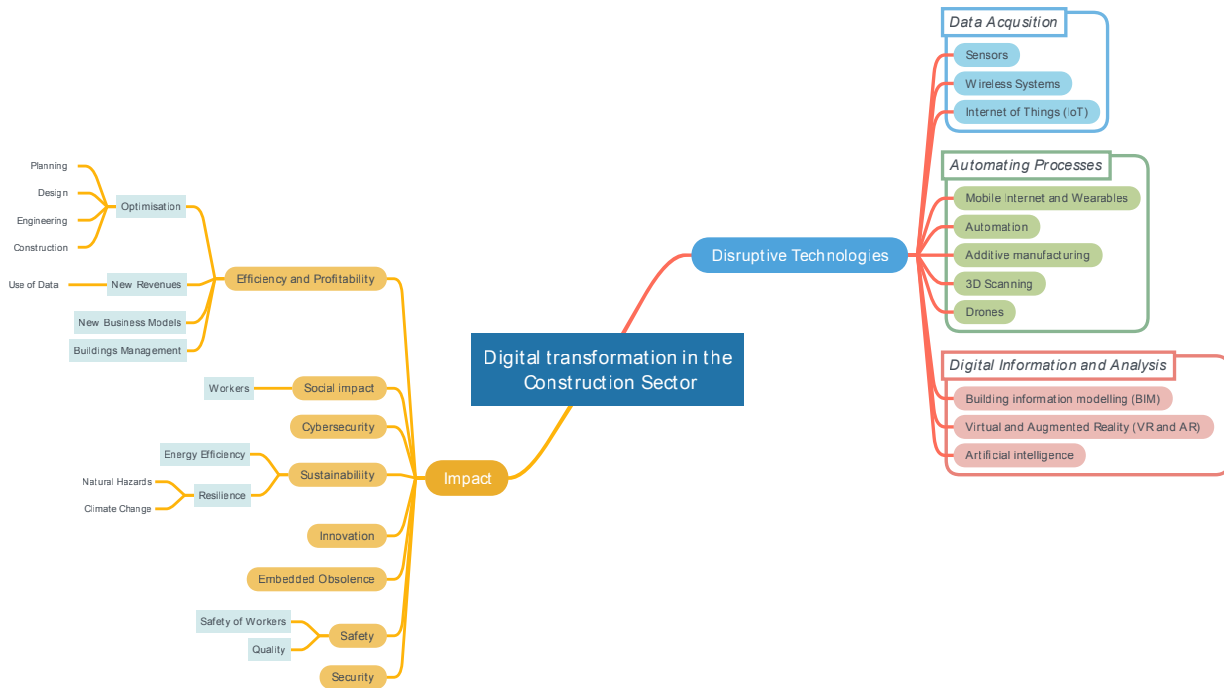 Digital transformation in the
Construction Sector
Disruptive Technologies
Data Acqusition
Sensors
Wireless Systems
Internet of Things (IoT)
Automating Processes
Mobile Internet and Wearables
Automation
Additive manufacturing
3D Scanning
Drones
Digital Information and Analysis
Building information modelling (BIM)
Virtual and Augmented Reality (VR and AR)
Artificial intelligence
Impact
Efficiency and Profitability
Optimisation
Planning
Design
Engineering
Construction
New Revenues
Use of Data
New Business Models
Buildings Management
Social impact
Workers
Cybersecurity
Sustainability
Energy Efficiency
Resilience
Natural Hazards
Climate Change
Innovation
Embedded Obsolence
Safety
Safety of Workers
Quality
Security